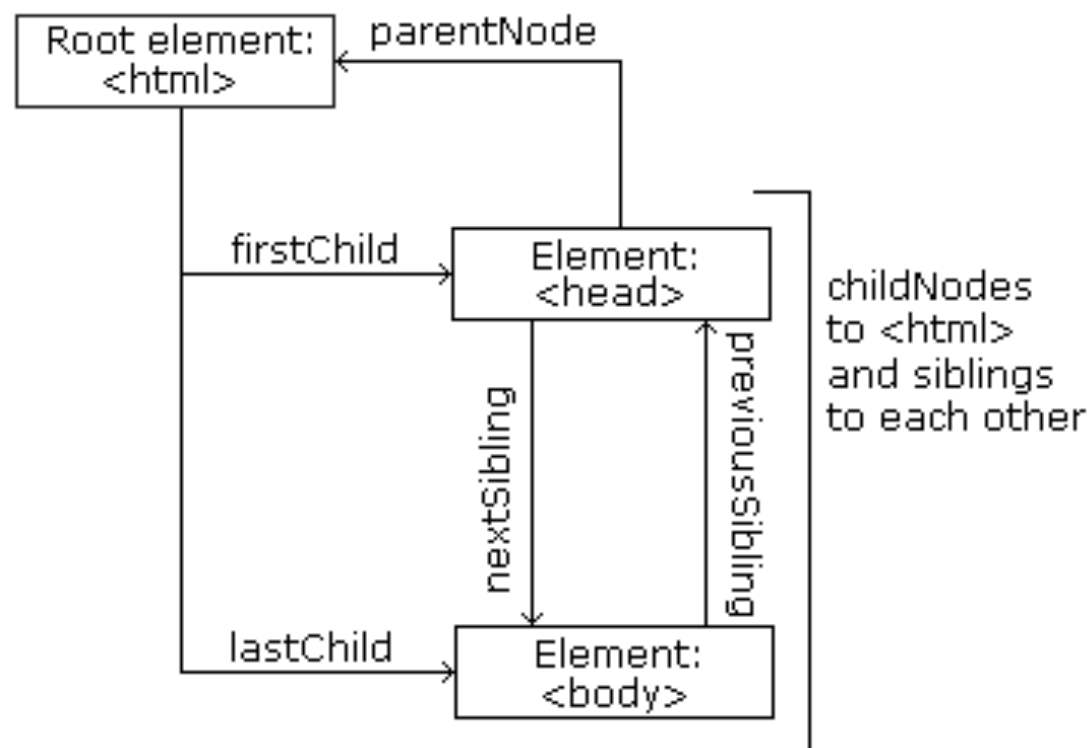 Root element:
<html>
parentNode
firstChild
Element:
<head>
childNodes
to <html>
and siblings
to each other
nextSibling
previousSibling
lastChild
Element:
<body>